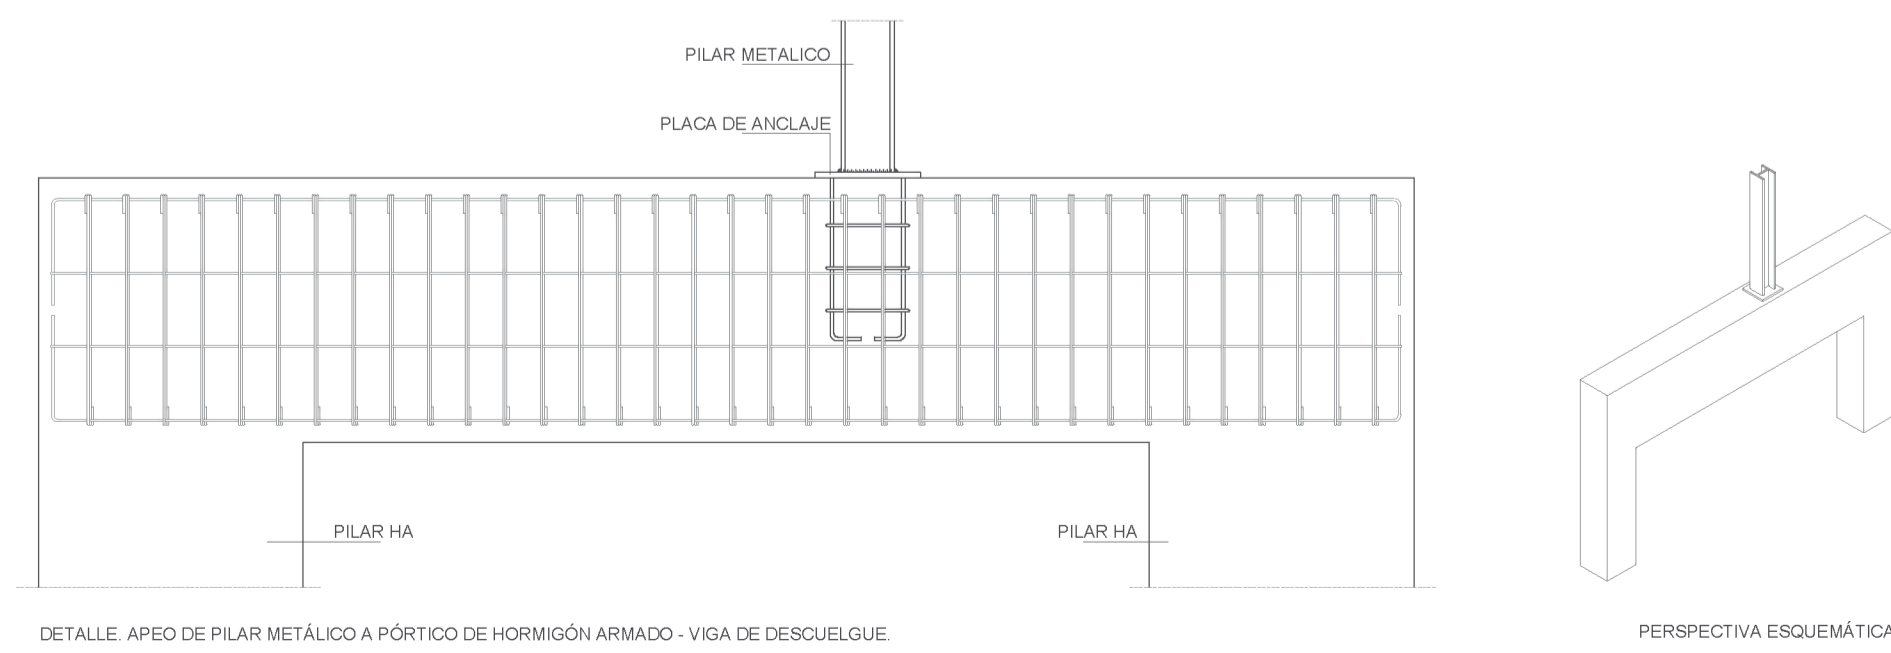 PILAR METALICO
PLACA DE ANCLAJE
PILAR HA
PILAR HA
DETALLE. APEO DE PILAR METÁLICO A PÓRTICO DE HORMIGÓN ARMADO - VIGA DE DESCUELGUE.
PERSPECTIVA ESQUEMÁTICA